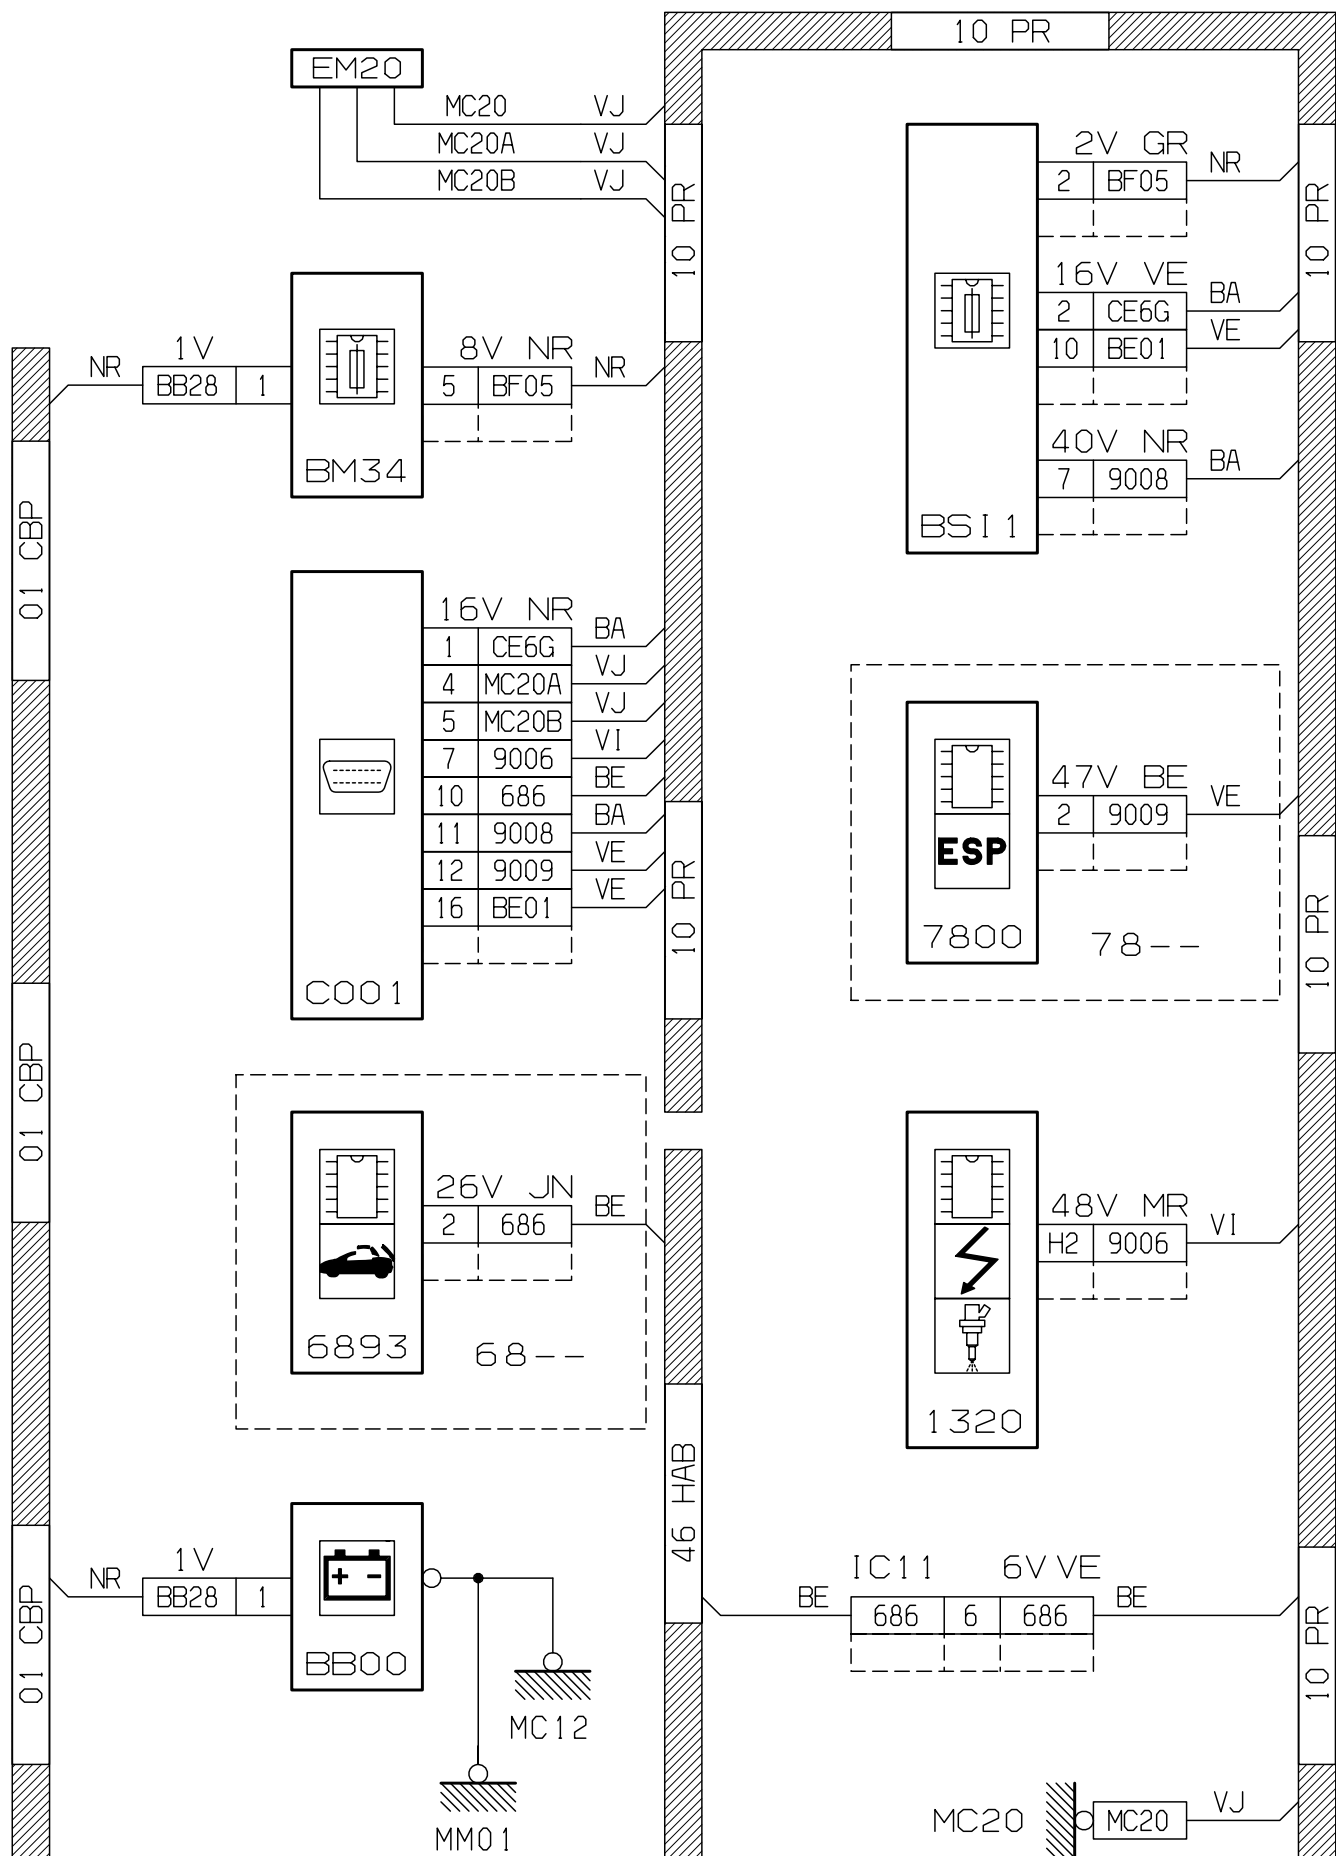 10 PR
EM20
MC20 VJ
MC20A VJ
MC20B VJ
10 PR
1V
NR BB28 1
8V NR
5 BF05 NR
BM34
01 CBP
16V NR
1 CE6G BA
4 MC20A VJ
5 MC20B VJ
7 9006 VI
10 686 BE
11 9008 BA
12 9009 VE
16 BE01 VE
C001
10 PR
01 CBP
26V JN
2 686 BE
6893
68--
46 HAB
1V
NR BB28 1
+ -
BB00
01 CBP
MC12
MM01
2V GR
2 BF05 NR
16V VE
2 CE6G BA
10 BE01 VE
40V NR
7 9008 BA
BSI1
10 PR
47V BE
2 9009 VE
ESP
7800
78--
10 PR
48V MR
H2 9006 VI
1320
IC11 6V VE
BE 686 6 686 BE
10 PR
MC20 MC20 VJ